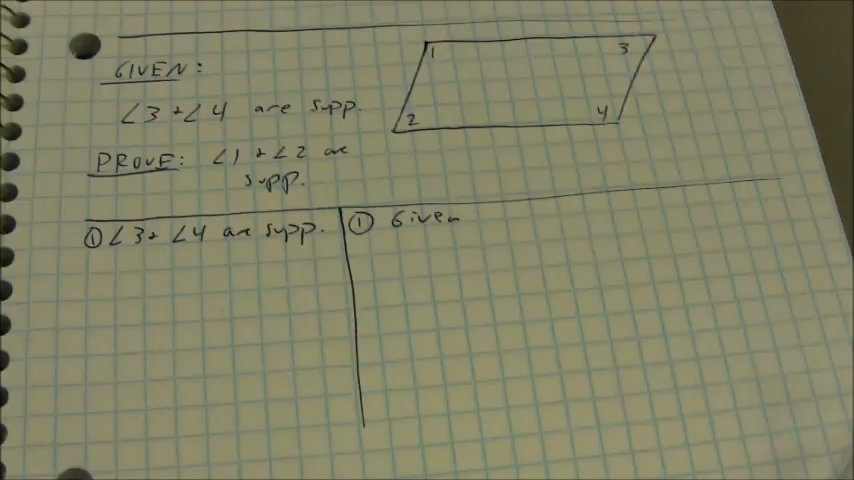 GIVEN:
∠3 + ∠4 are supp.
PROVE: ∠1 + ∠2 are
supp.
1 3
2 4
① ∠3 + ∠4 are supp. ① Given